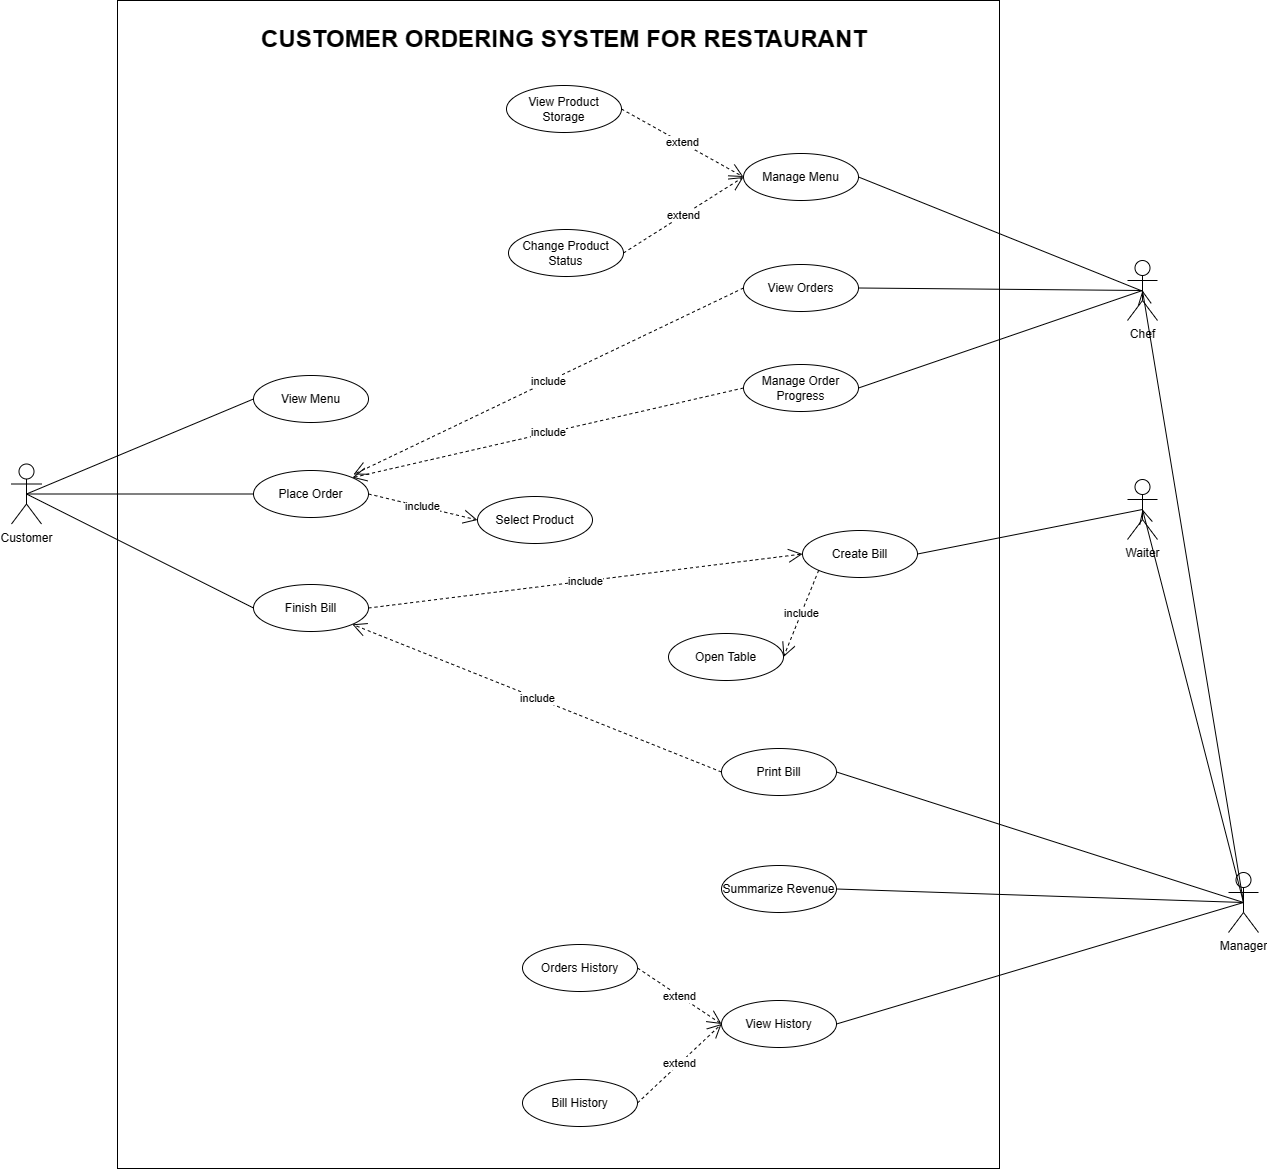 CUSTOMER ORDERING SYSTEM FOR RESTAURANT
View Product
Storage
extend
Manage Menu
extend
Change Product
Status
View Orders
Chef
include
Manage Order
Progress
View Menu
include
Place Order
include
Select Product
Customer
Create Bill
Waiter
include
Finish Bill
include
Open Table
include
Print Bill
Summarize Revenue
Manager
Orders History
extend
View History
extend
Bill History